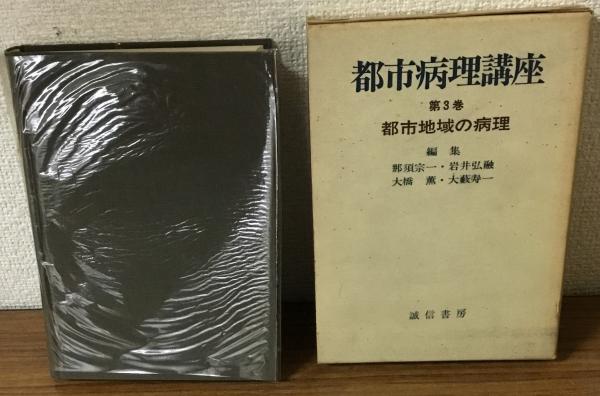 都市病理講座
第3巻
都市地域の病理
編集
那須宗一・岩井弘融
大橋 薫・大藪寿一
誠信書房